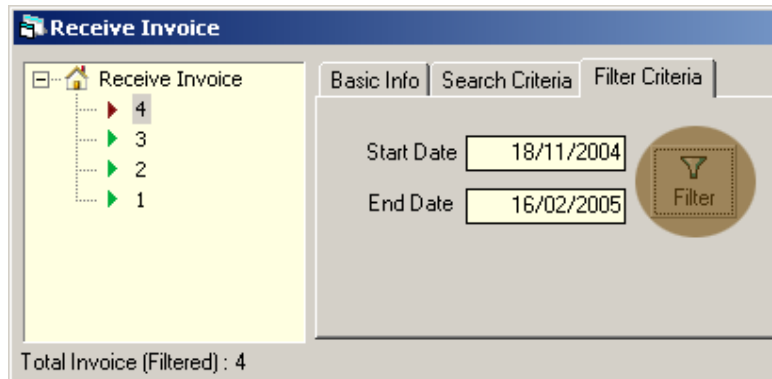 Receive Invoice
Receive Invoice
4
3
2
1
Basic Info
Search Criteria
Filter Criteria
Start Date 18/11/2004
End Date 16/02/2005
Filter
Total Invoice (Filtered) : 4